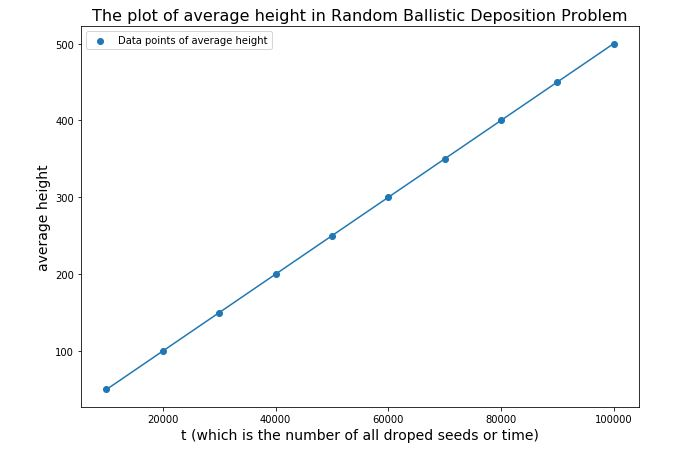 The plot of average height in Random Ballistic Deposition Problem
Data points of average height
500
400
300
200
100
average height
20000 40000 60000 80000 100000
t (which is the number of all droped seeds or time)